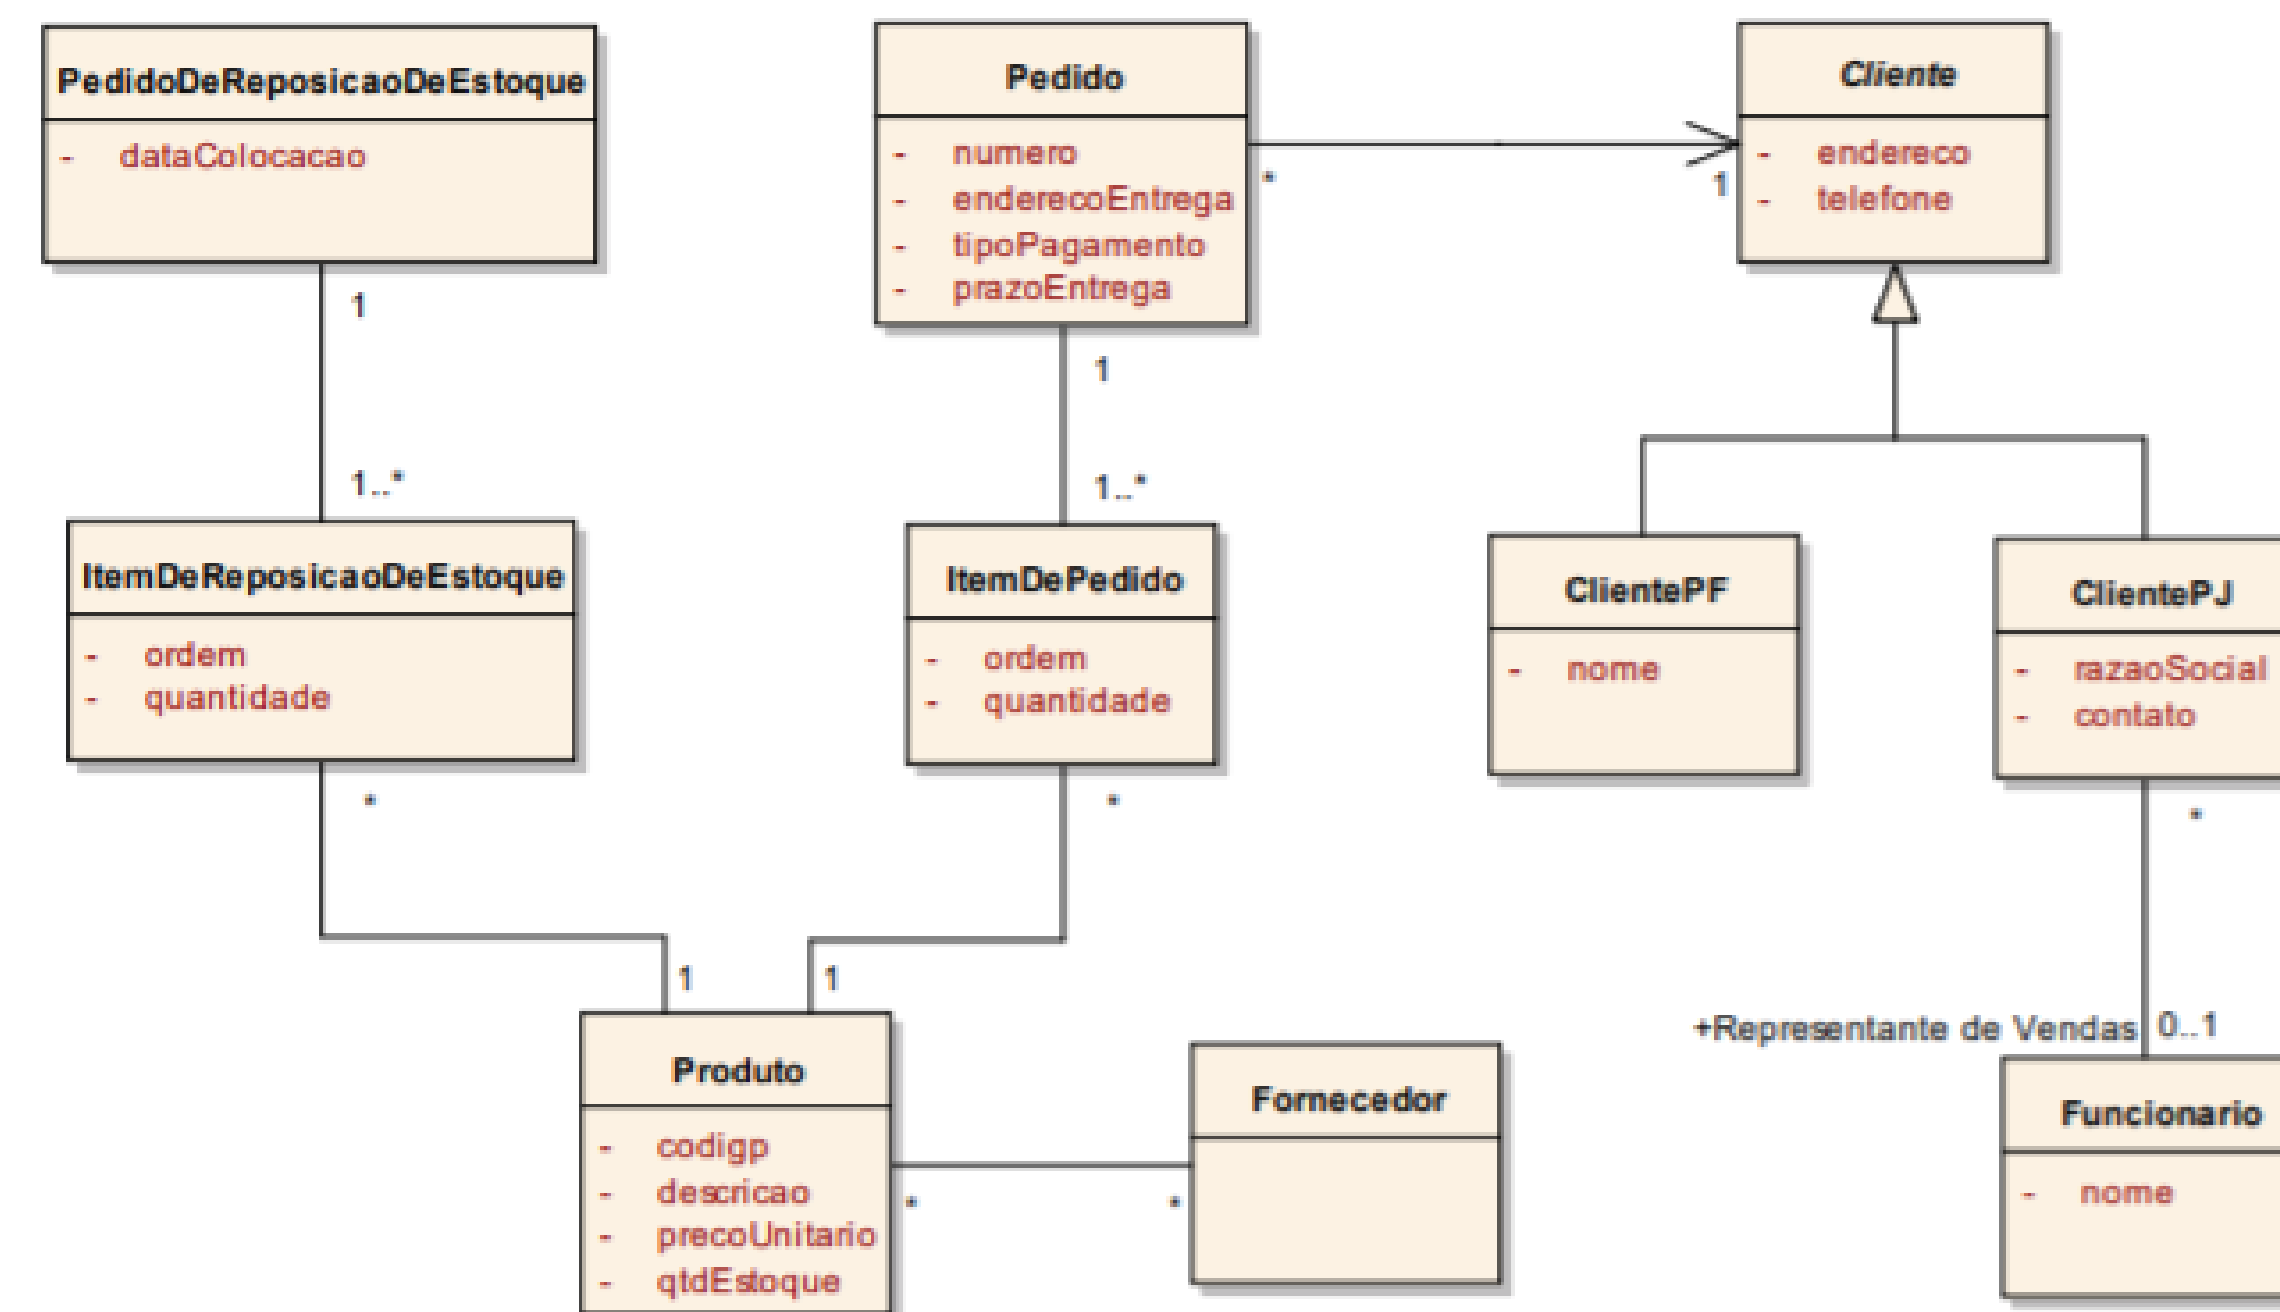 PedidoDeReposicaoDeEstoque
- dataColocacao
1
1..*
ItemDeReposicaoDeEstoque
- ordem
- quantidade
*
1
Pedido
- numero
- enderecoEntrega
- tipoPagamento
- prazoEntrega
*
1
1
1..*
ItemDePedido
- ordem
- quantidade
*
1
Cliente
- endereco
- telefone
ClientePF
- nome
ClientePJ
- razaoSocial
- contato
*
+Representante de Vendas 0..1
Funcionario
- nome
Produto
- codigp
- descricao
- precoUnitario
- qtdEstoque
*
*
Fornecedor